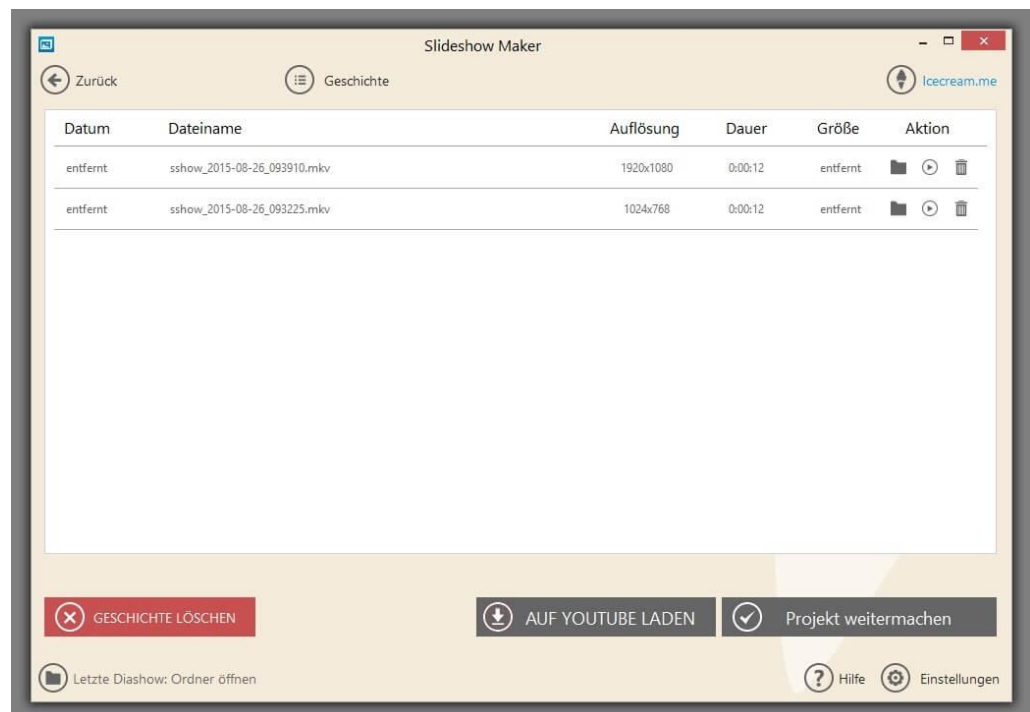 Slideshow Maker
Zurück Geschichte Icecream.me
Datum Dateiname Auflösung Dauer Größe Aktion
entfernt sshow_2015-08-26_093910.mkv 1920x1080 0:00:12 entfernt
entfernt sshow_2015-08-26_093225.mkv 1024x768 0:00:12 entfernt
GESCHICHTE LÖSCHEN AUF YOUTUBE LADEN Projekt weitermachen
Letzte Diashow: Ordner öffnen Hilfe Einstellungen